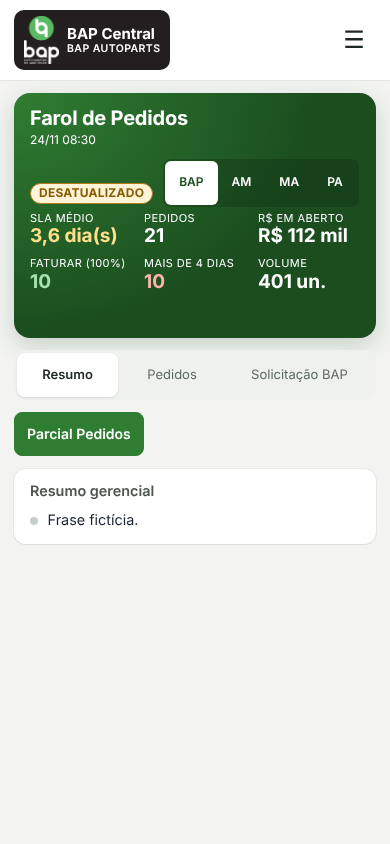 bap
BAP Central
BAP AUTOPARTS
☰
Farol de Pedidos
24/11 08:30
DESATUALIZADO
BAP AM MA PA
SLA MÉDIO PEDIDOS R$ EM ABERTO
3,6 dia(s) 21 R$ 112 mil
FATURAR (100%) MAIS DE 4 DIAS VOLUME
10 10 401 un.
Resumo Pedidos Solicitação BAP
Parcial Pedidos
Resumo gerencial
Frase fictícia.